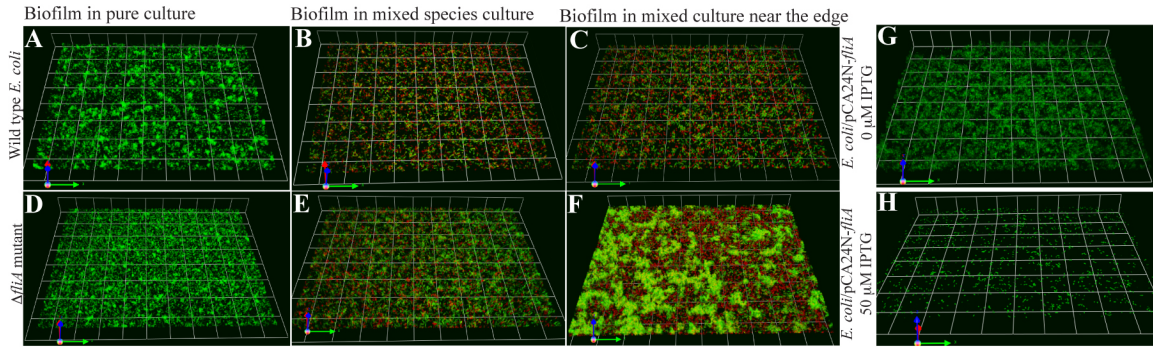 Biofilm in pure culture
Biofilm in mixed species culture
Biofilm in mixed culture near the edge
Wild type E. coli
A
B
C
E. coli/pCA24N-fliA
0 µM IPTG
G
ΔfliA mutant
D
E
F
E. coli/pCA24N-fliA
50 µM IPTG
H